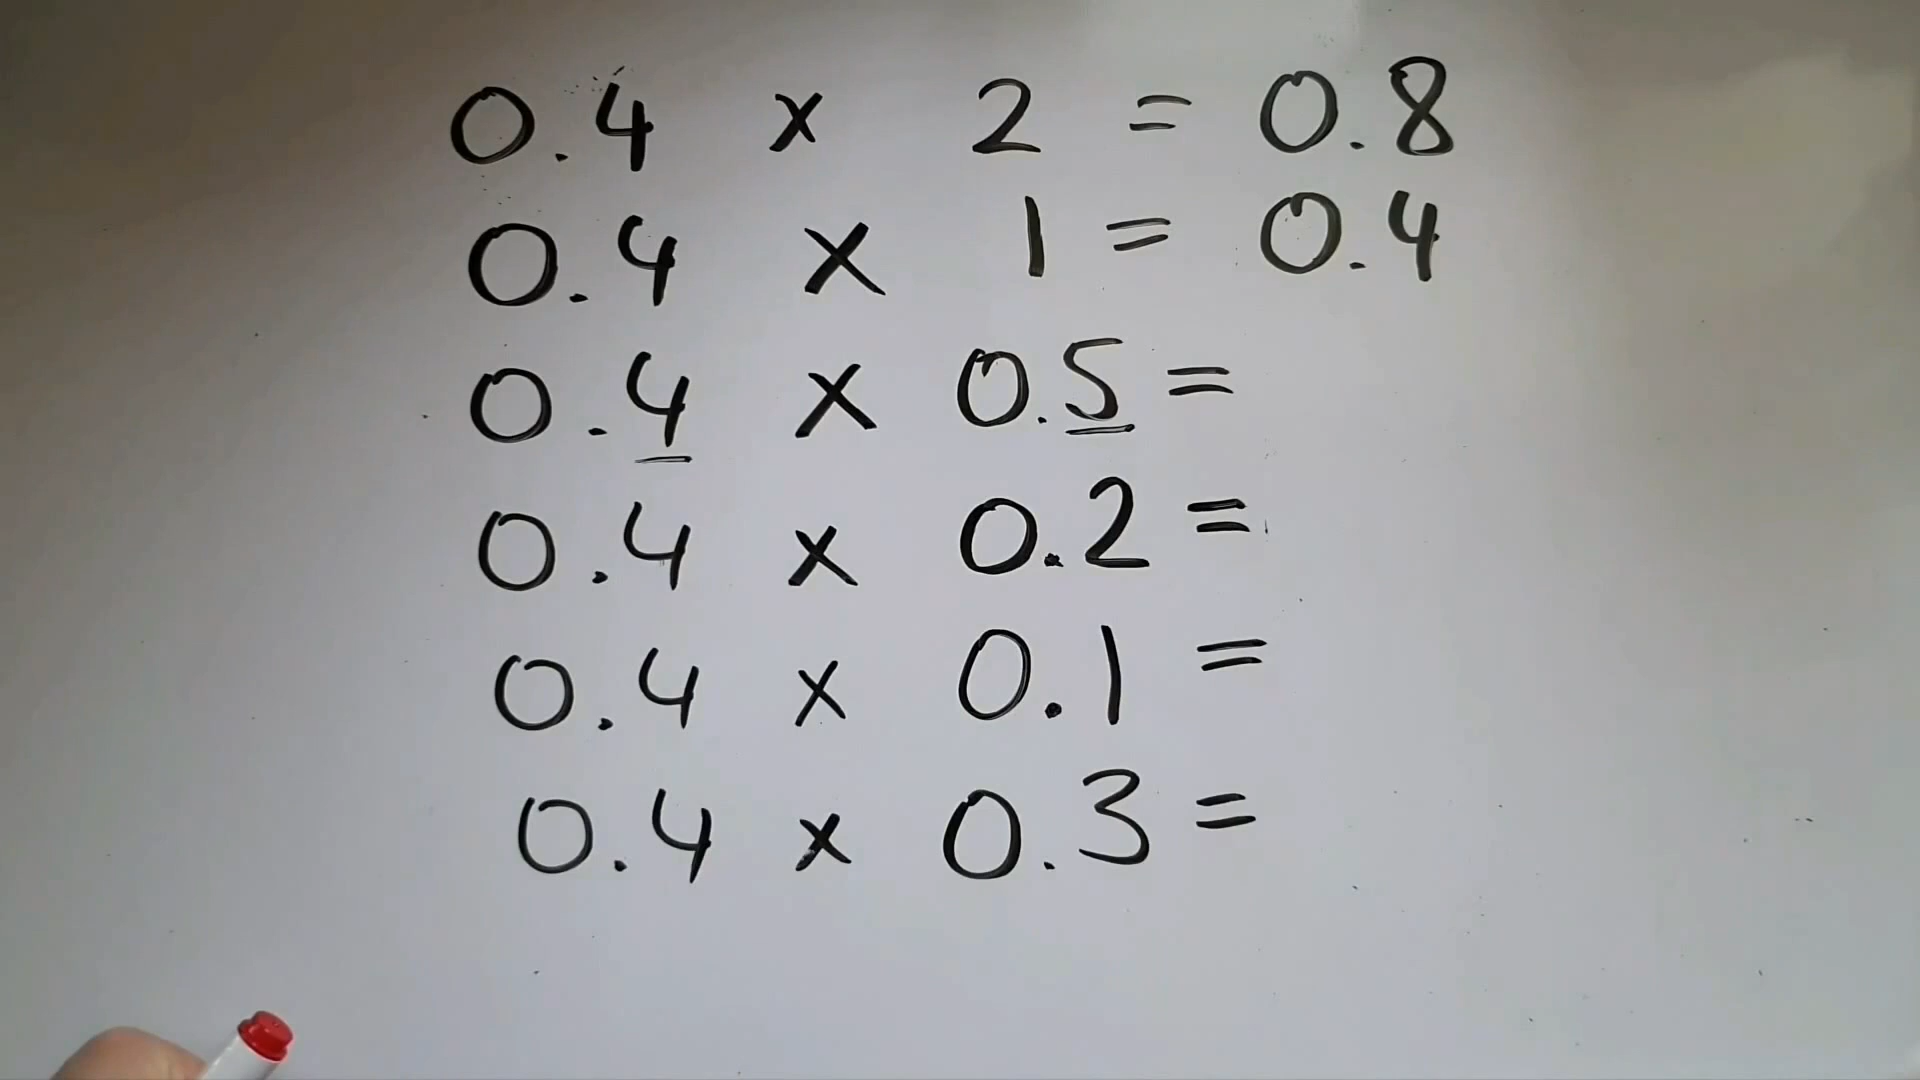 0.4 x 2 = 0.8
0.4 x 1 = 0.4
0.4 x 0.5 =
0.4 x 0.2 =
0.4 x 0.1 =
0.4 x 0.3 =